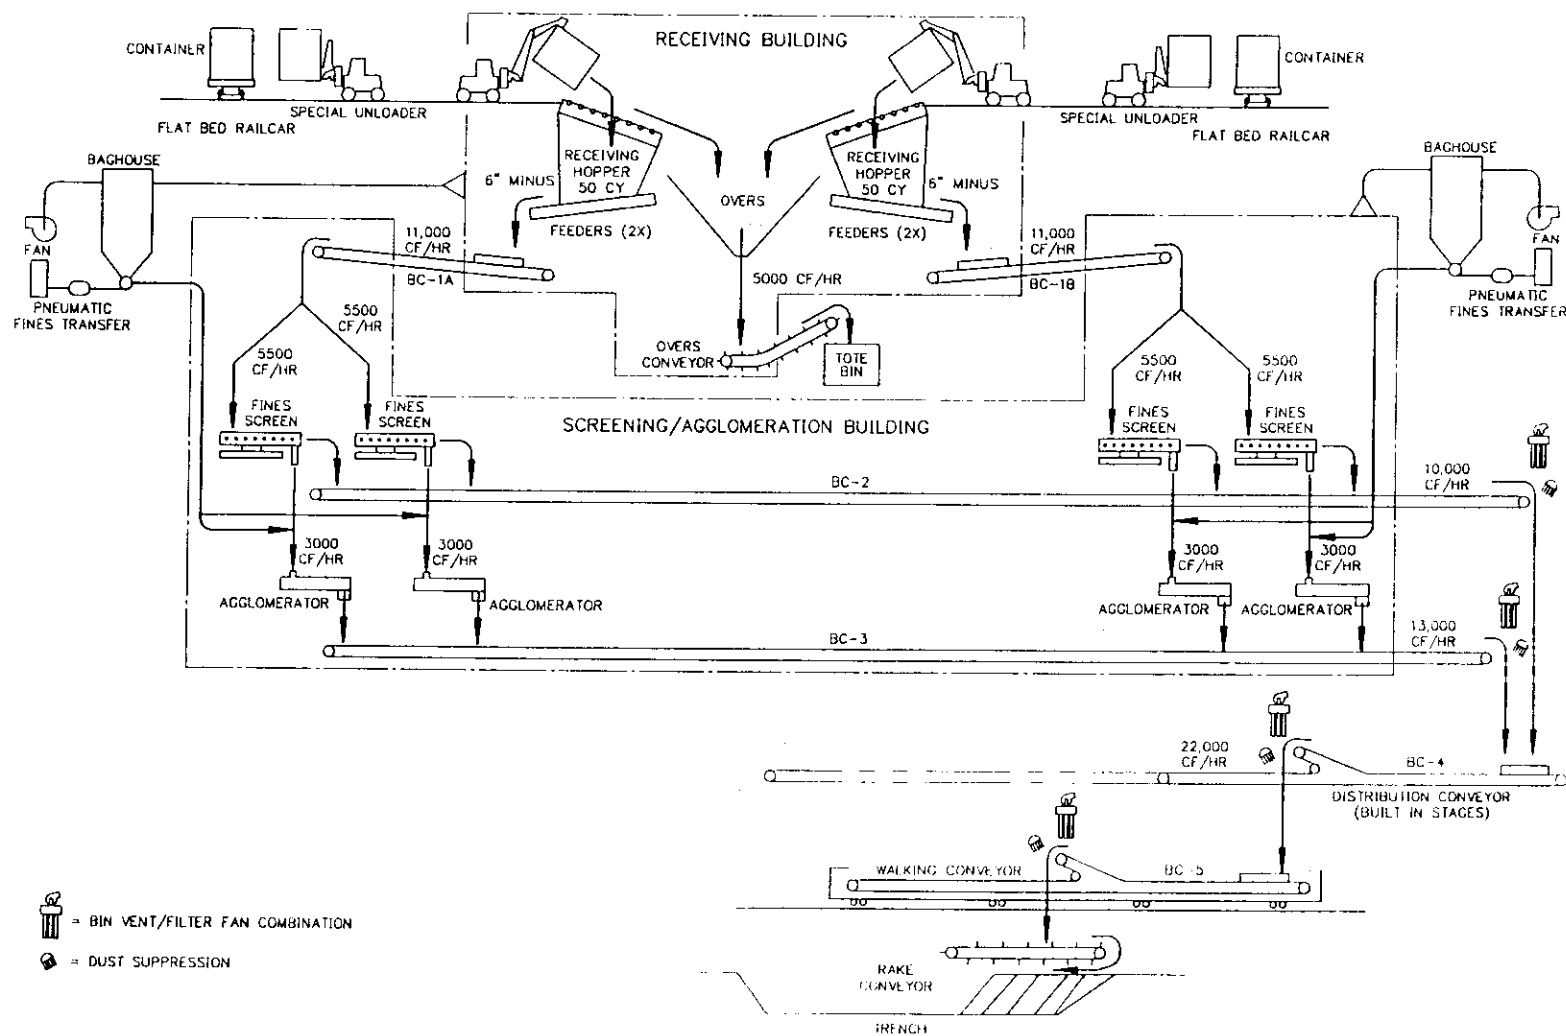 RECEIVING BUILDING
CONTAINER
CONTAINER
SPECIAL UNLOADER
FLAT BED RAILCAR
SPECIAL UNLOADER
FLAT BED RAILCAR
BAGHOUSE
BAGHOUSE
RECEIVING
HOPPER
50 CY
RECEIVING
HOPPER
50 CY
6" MINUS
6" MINUS
OVERS
FEEDERS (2X)
FEEDERS (2X)
FAN
FAN
11,000
CF/HR
BC-1A
11,000
CF/HR
BC-1B
5000 CF/HR
PNEUMATIC
FINES TRANSFER
PNEUMATIC
FINES TRANSFER
5500
CF/HR
5500
CF/HR
OVERS
CONVEYOR
TOTE
BIN
5500
CF/HR
5500
CF/HR
SCREENING/AGGLOMERATION BUILDING
FINES
SCREEN
FINES
SCREEN
FINES
SCREEN
FINES
SCREEN
BC-2
10,000
CF/HR
3000
CF/HR
3000
CF/HR
3000
CF/HR
3000
CF/HR
AGGLOMERATOR
AGGLOMERATOR
AGGLOMERATOR
AGGLOMERATOR
BC-3
13,000
CF/HR
22,000
CF/HR
BC-4
DISTRIBUTION CONVEYOR
(BUILT IN STAGES)
WALKING CONVEYOR
BC-5
= BIN VENT/FILTER FAN COMBINATION
= DUST SUPPRESSION
RAKE
CONVEYOR
TRENCH